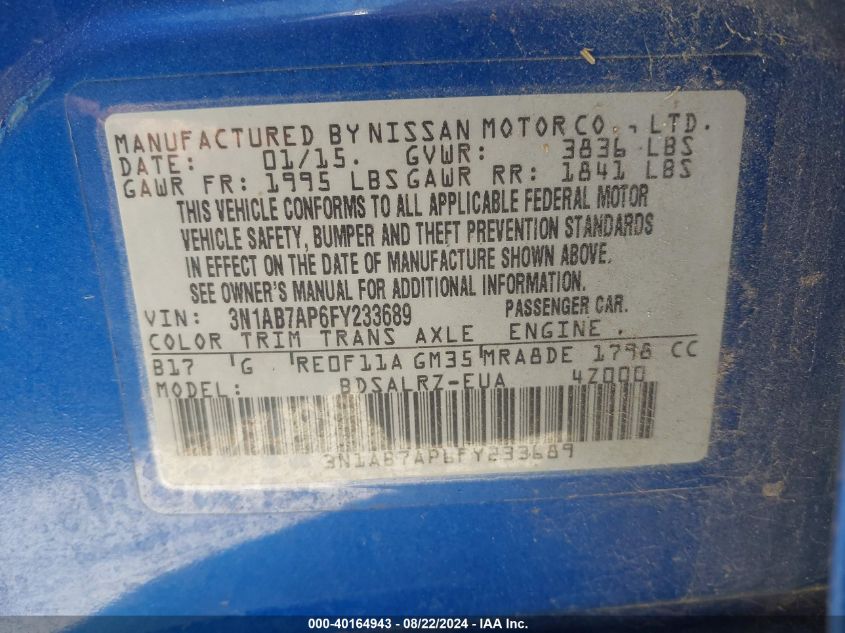 MANUFACTURED BY NISSAN MOTOR CO., LTD.
DATE: 01/15. GVWR: 3836 LBS
GAWR FR: 1995 LBS GAWR RR: 1841 LBS
THIS VEHICLE CONFORMS TO ALL APPLICABLE FEDERAL MOTOR
VEHICLE SAFETY, BUMPER AND THEFT PREVENTION STANDARDS
IN EFFECT ON THE DATE OF MANUFACTURE SHOWN ABOVE.
SEE OWNER'S MANUAL FOR ADDITIONAL INFORMATION.
VIN: 3N1AB7AP6FY233689 PASSENGER CAR.
COLOR TRIM TRANS AXLE ENGINE.
B17 G RE0F11A GM35 MRA8DE 1798 CC
MODEL: BDSALRZ-EUA 4Z000
3N1AB7AP6FY233689
000-40164943 - 08/22/2024 - IAAI.com